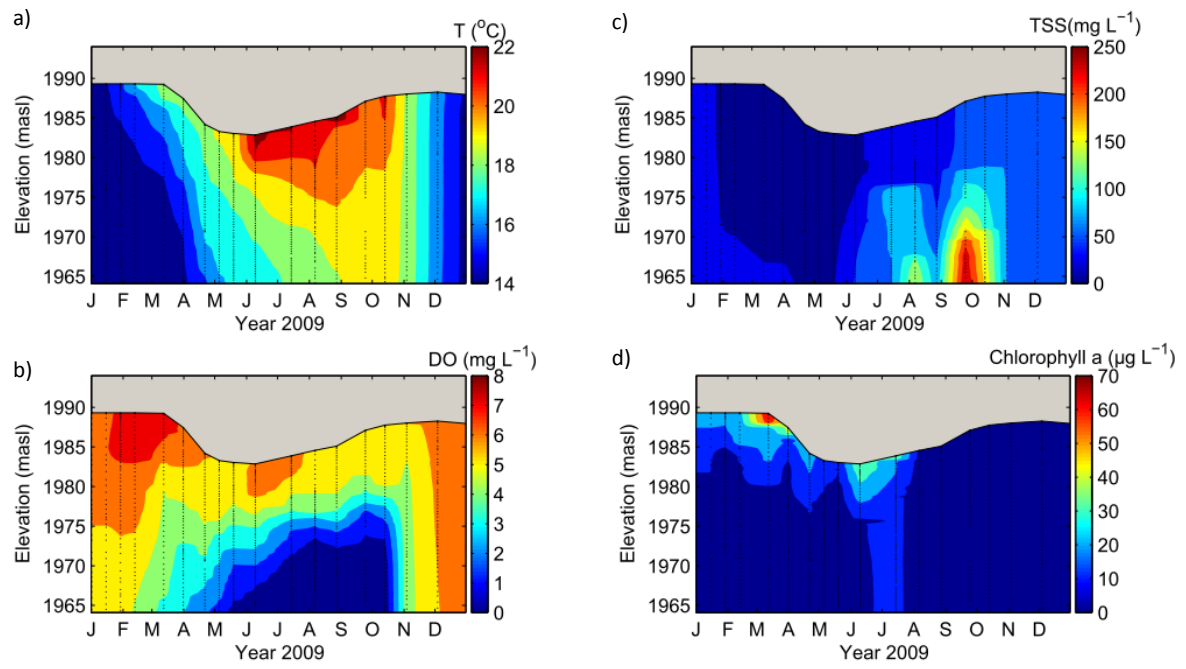 a)
T (°C)
22
20
18
16
14
1990
1985
1980
1975
1970
1965
Elevation (masl)
J F M A M J J A S O N D
Year 2009
c)
TSS(mg L⁻¹)
250
200
150
100
50
0
1990
1985
1980
1975
1970
1965
Elevation (masl)
J F M A M J J A S O N D
Year 2009
b)
DO (mg L⁻¹)
8
7
6
5
4
3
2
1
0
1990
1985
1980
1975
1970
1965
Elevation (masl)
J F M A M J J A S O N D
Year 2009
d)
Chlorophyll a (µg L⁻¹)
70
60
50
40
30
20
10
0
1990
1985
1980
1975
1970
1965
Elevation (masl)
J F M A M J J A S O N D
Year 2009